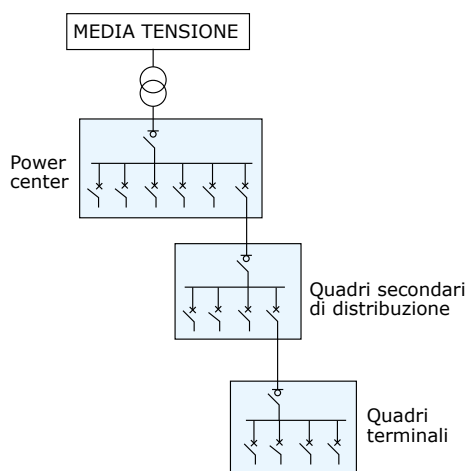 MEDIA TENSIONE
Power
center
Quadri secondari
di distribuzione
Quadri
terminali